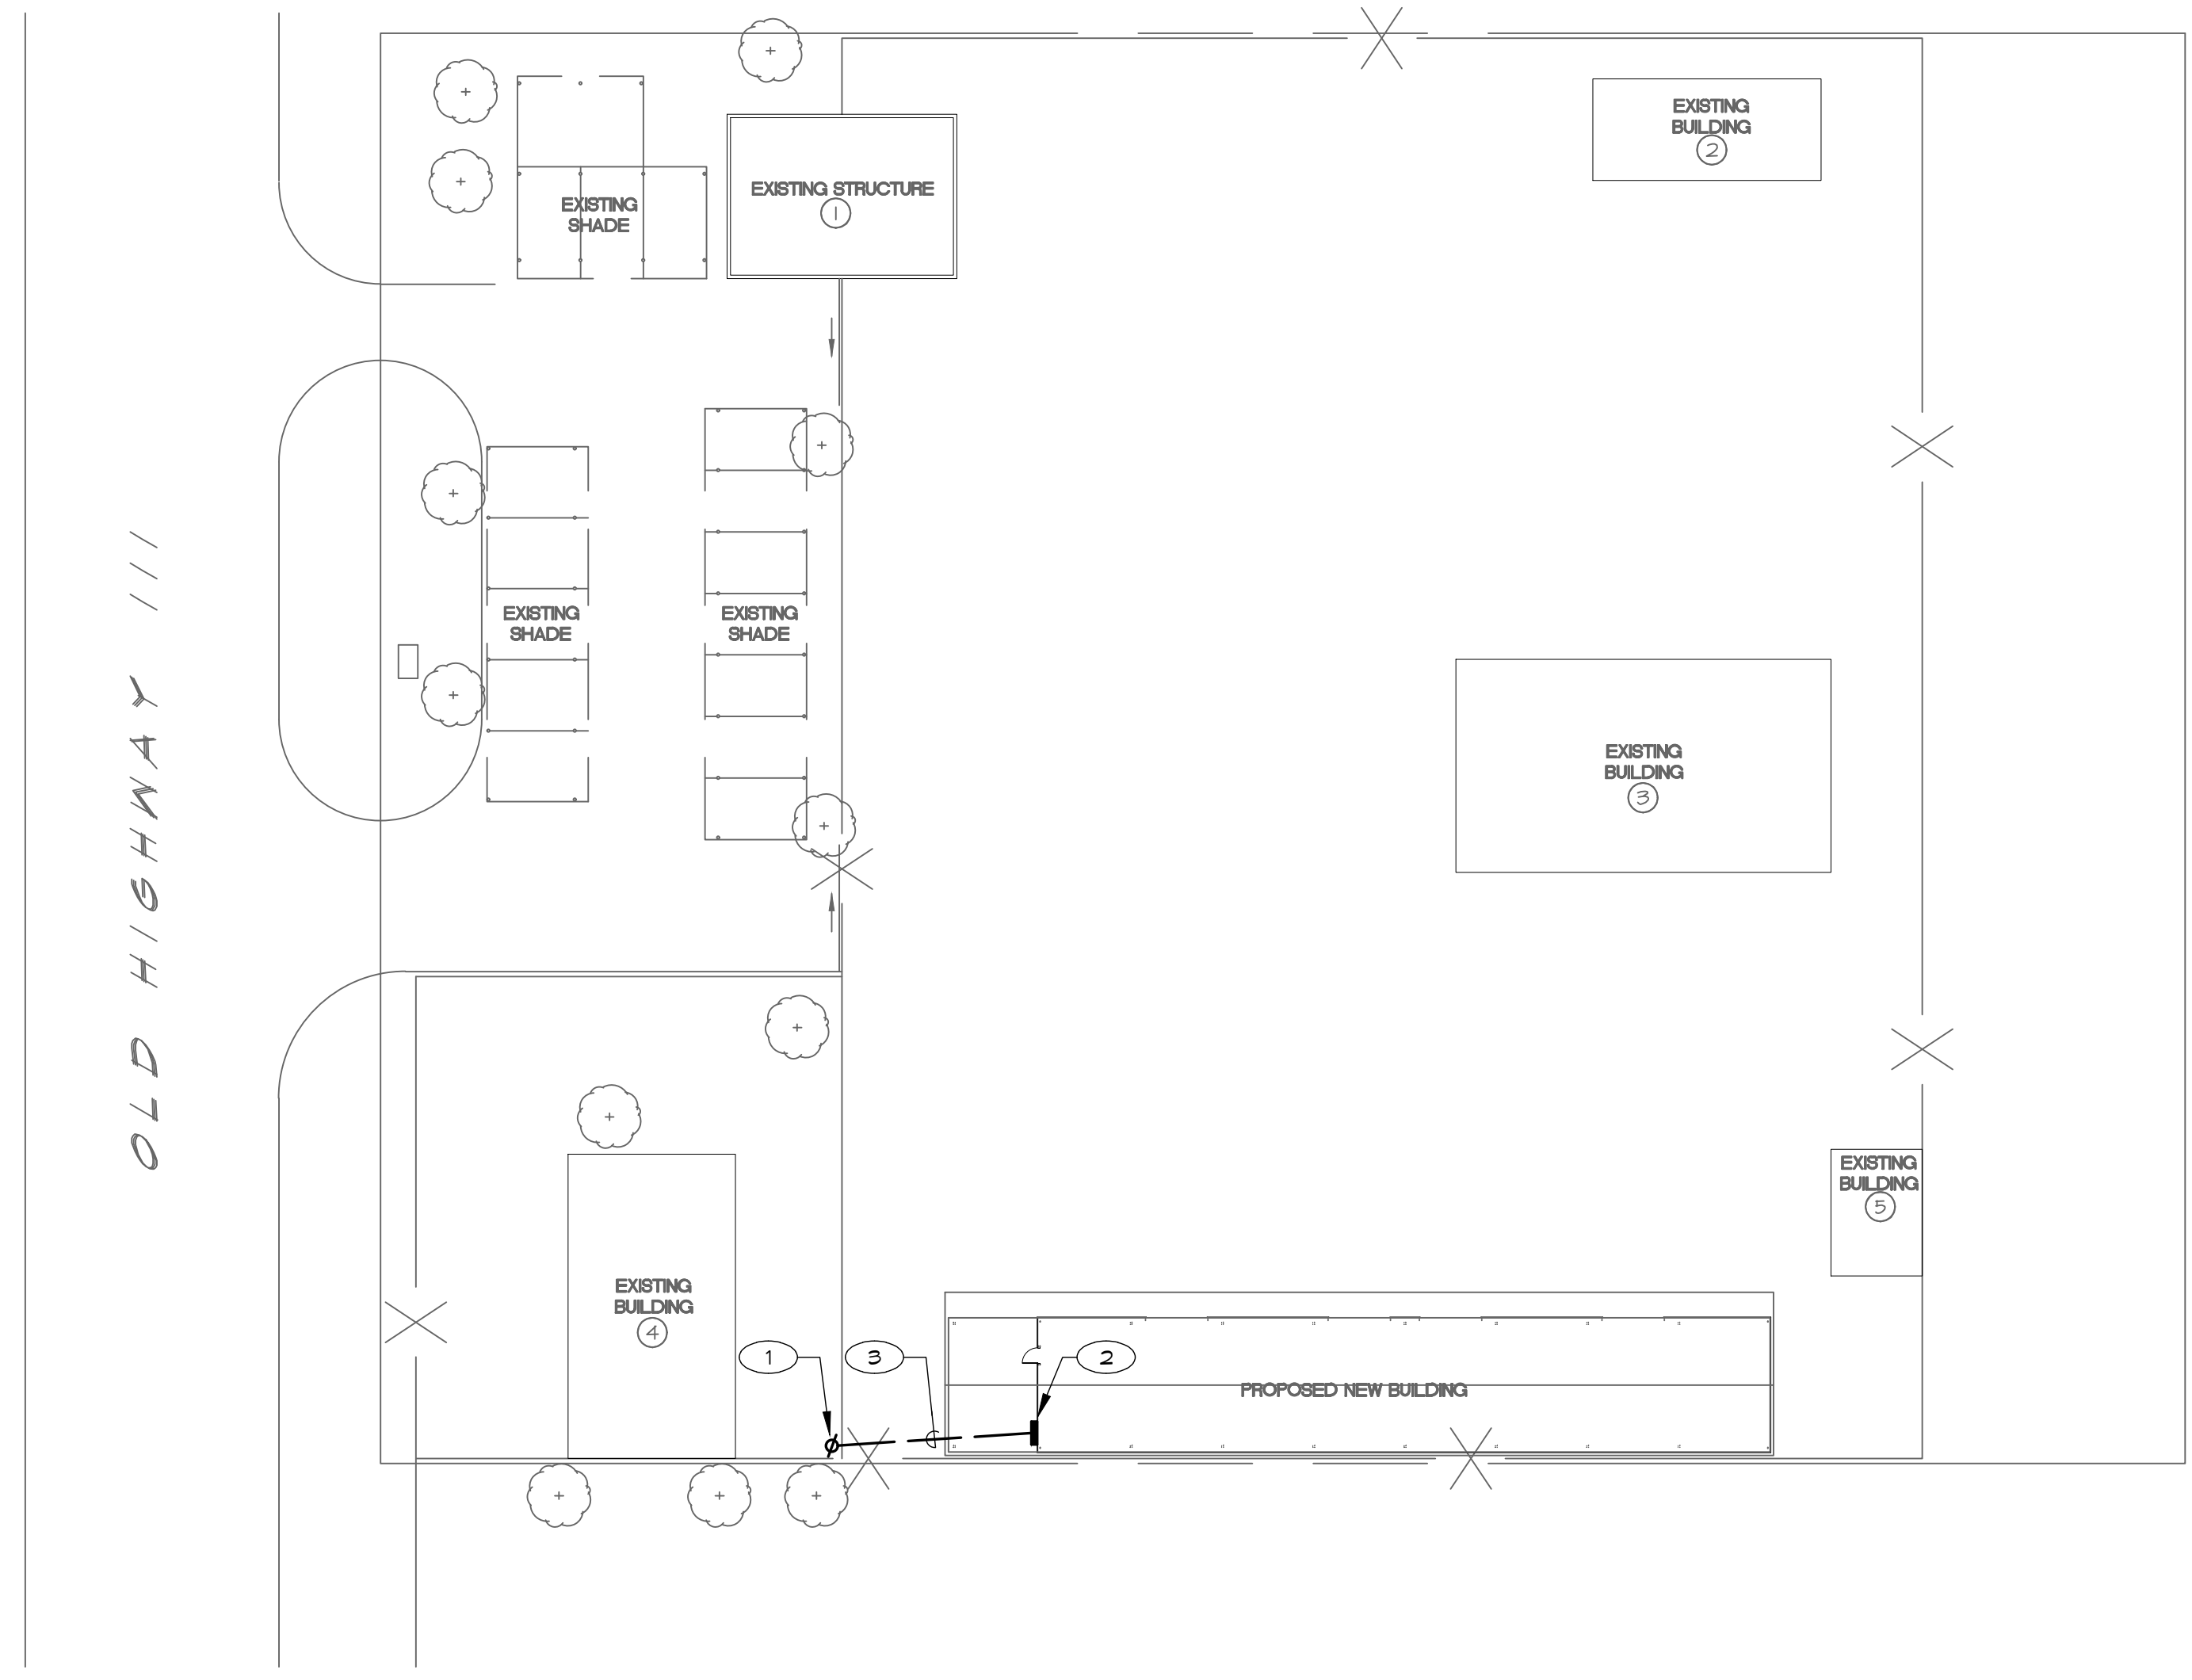 EXISTING
BUILDING
2
EXISTING STRUCTURE
1
EXISTING
SHADE
EXISTING
SHADE
EXISTING
SHADE
OLD HIGHWAY 111
EXISTING
BUILDING
3
EXISTING
BUILDING
5
EXISTING
BUILDING
4
1
3
2
PROPOSED NEW BUILDING